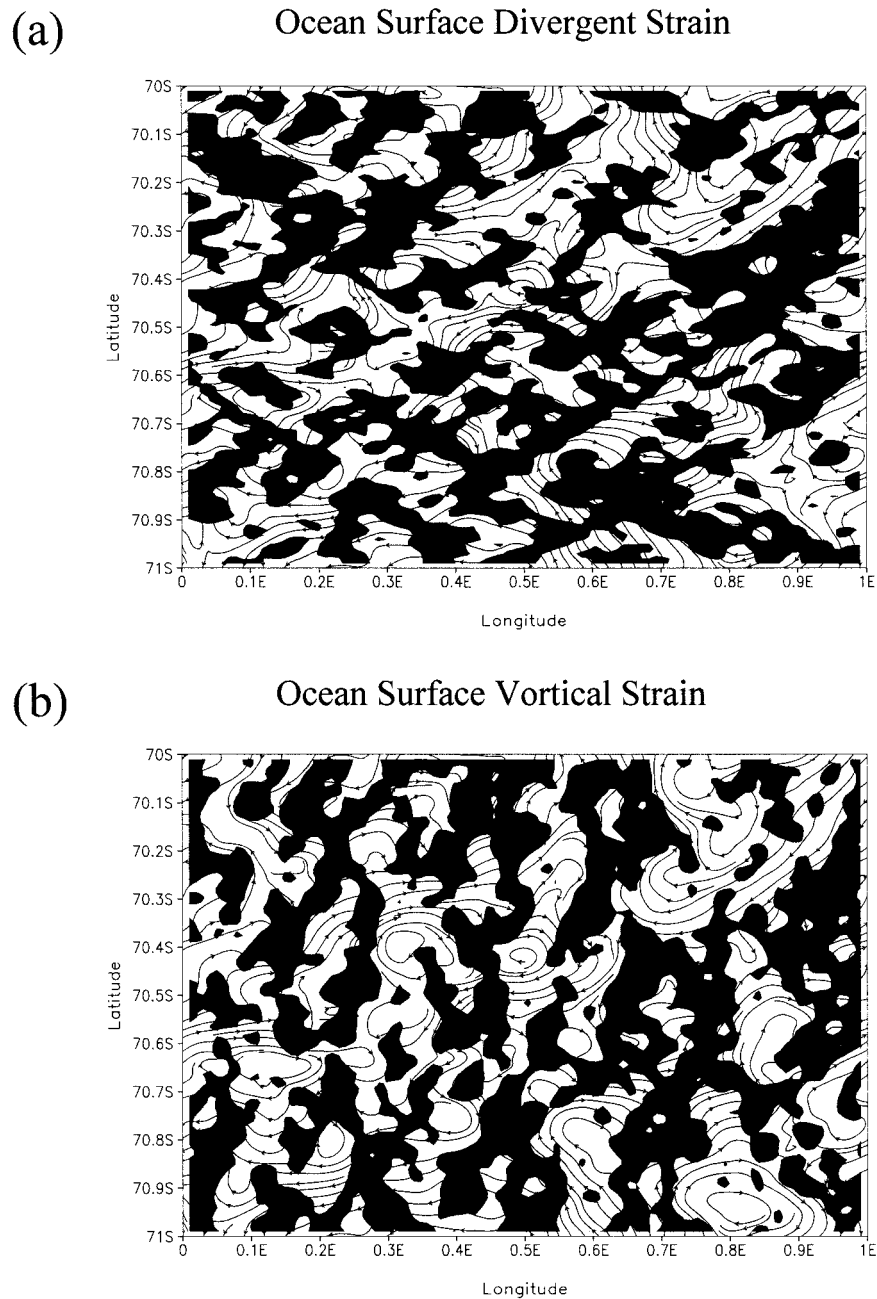 (a)
Ocean Surface Divergent Strain
70S
70.1S
70.2S
70.3S
70.4S
70.5S
70.6S
70.7S
70.8S
70.9S
71S
Latitude
0 0.1E 0.2E 0.3E 0.4E 0.5E 0.6E 0.7E 0.8E 0.9E 1E
Longitude
(b)
Ocean Surface Vortical Strain
70S
70.1S
70.2S
70.3S
70.4S
70.5S
70.6S
70.7S
70.8S
70.9S
71S
Latitude
0 0.1E 0.2E 0.3E 0.4E 0.5E 0.6E 0.7E 0.8E 0.9E 1E
Longitude